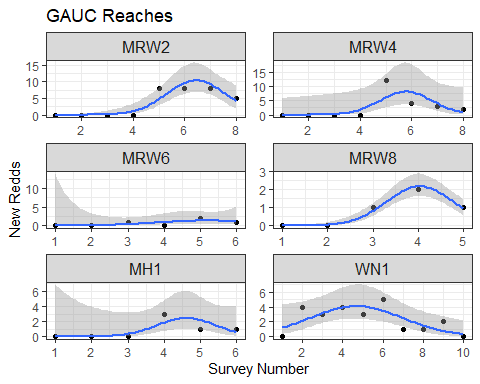 GAUC Reaches
MRW2 MRW4
15
10
5
0
2 4 6 8
15
10
5
0
2 4 6 8
MRW6 MRW8
10
5
0
1 2 3 4 5 6
3
2
1
0
1 2 3 4 5
MH1 WN1
6
4
2
0
1 2 3 4 5 6
6
4
2
0
2 4 6 8 10
New Redds
Survey Number